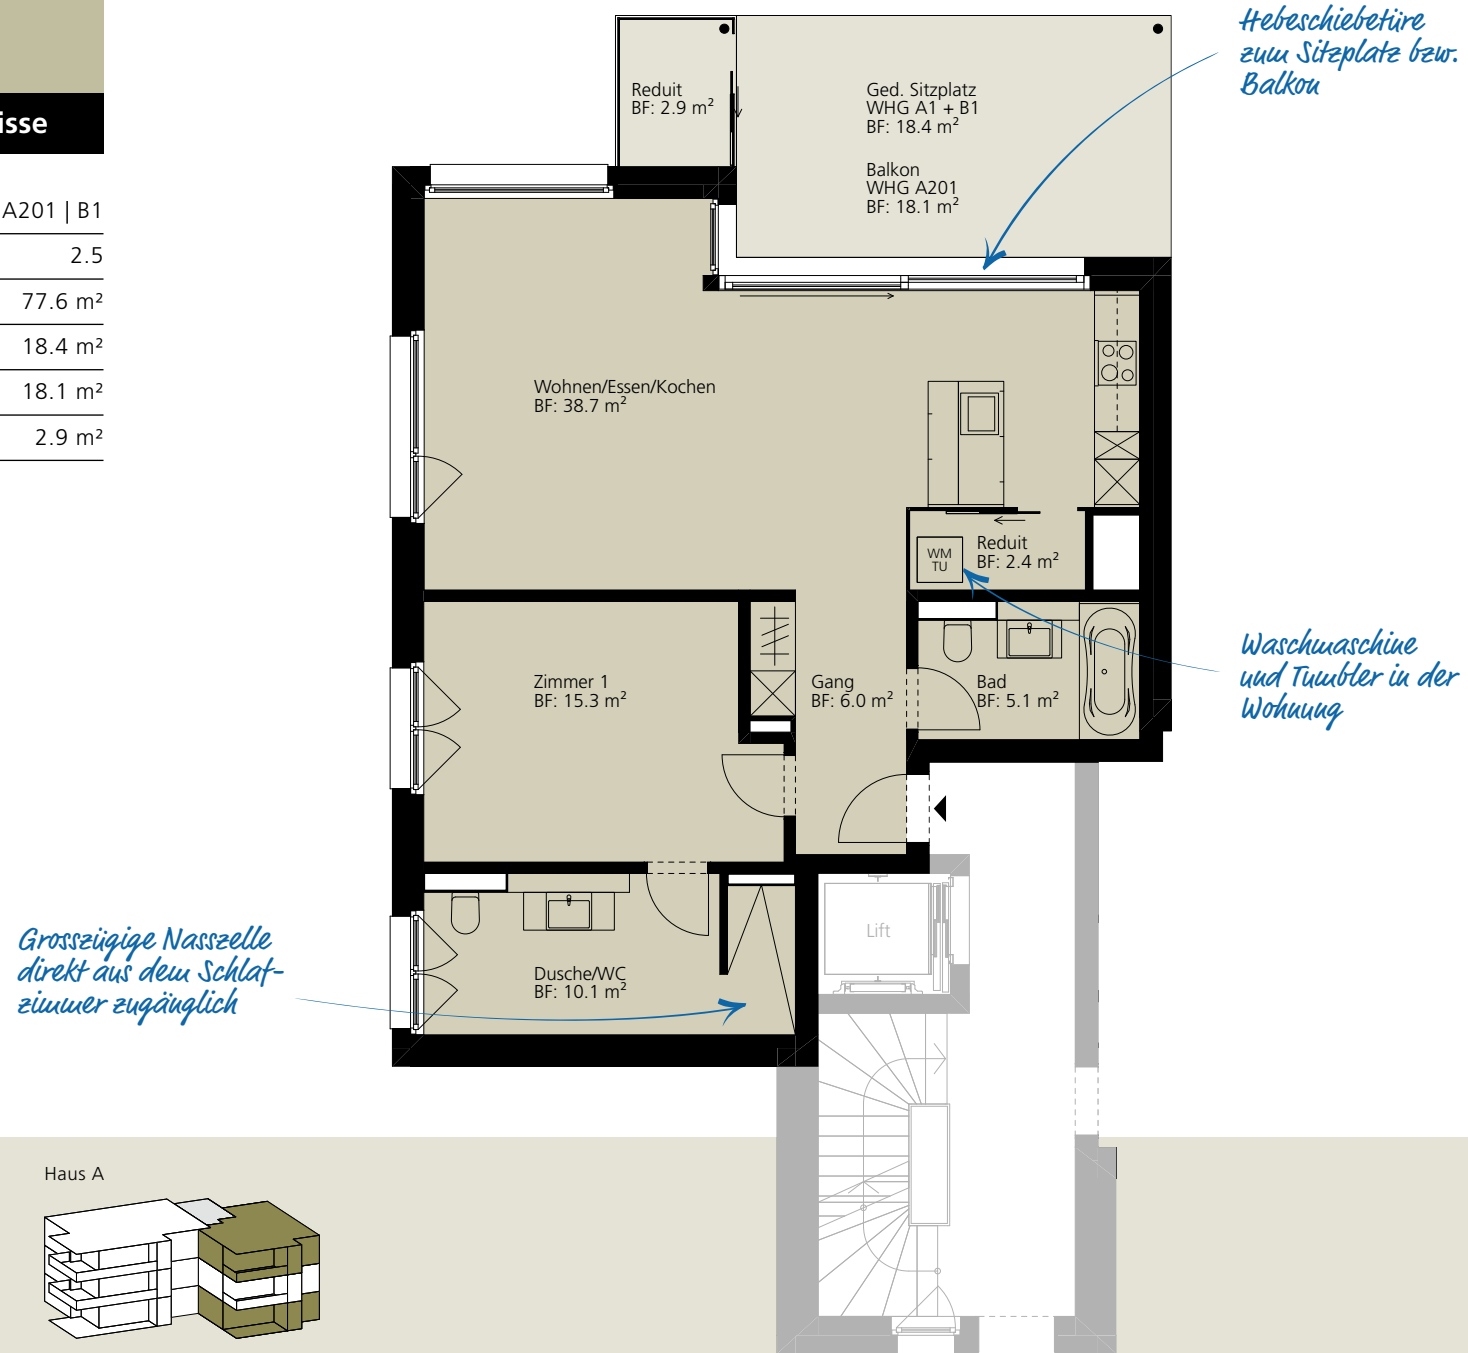 isse
A201 | B1
2.5
77.6 m²
18.4 m²
18.1 m²
2.9 m²
Reduit
BF: 2.9 m²
Ged. Sitzplatz
WHG A1 + B1
BF: 18.4 m²
Balkon
WHG A201
BF: 18.1 m²
Hebeschiebetüre
zum Sitzplatz bzw.
Balkon
Wohnen/Essen/Kochen
BF: 38.7 m²
WM
TU
Reduit
BF: 2.4 m²
Zimmer 1
BF: 15.3 m²
Gang
BF: 6.0 m²
Bad
BF: 5.1 m²
Waschmaschine
und Tumbler in der
Wohnung
Grosszügige Nasszelle
direkt aus dem Schlaf-
zimmer zugänglich
Dusche/WC
BF: 10.1 m²
Lift
Haus A